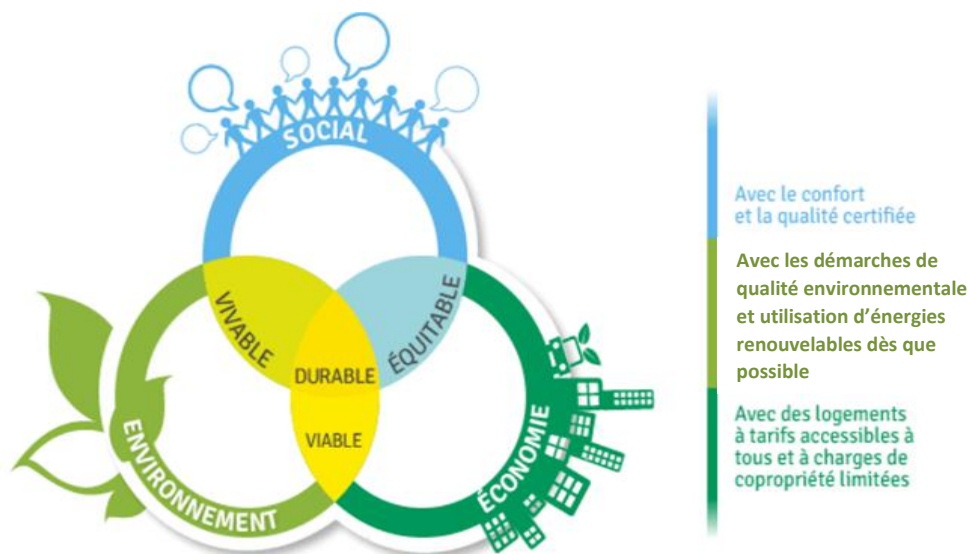 SOCIAL
VIVABLE
ÉQUITABLE
DURABLE
VIABLE
ENVIRONNEMENT
ÉCONOMIE
Avec le confort
et la qualité certifiée
Avec les démarches de
qualité environnementale
et utilisation d’énergies
renouvelables dès que
possible
Avec des logements
à tarifs accessibles à
tous et à charges de
copropriété limitées